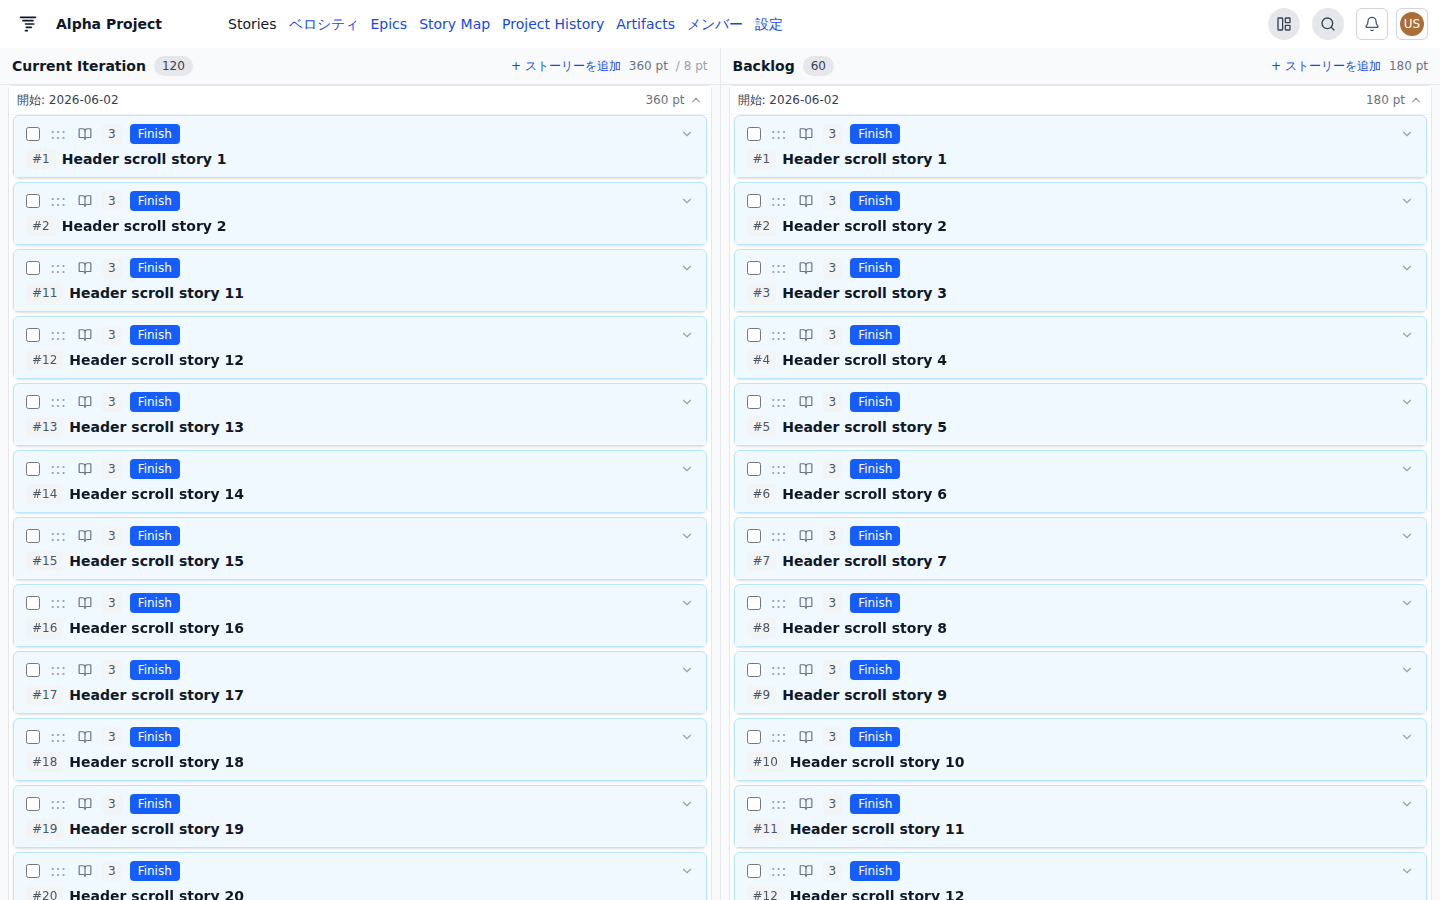 Alpha Project
Stories ベロシティ Epics Story Map Project History Artifacts メンバー 設定
US
Current Iteration 120 + ストーリーを追加 360 pt / 8 pt
開始: 2026-06-02 360 pt
3 Finish
#1 Header scroll story 1
3 Finish
#2 Header scroll story 2
3 Finish
#11 Header scroll story 11
3 Finish
#12 Header scroll story 12
3 Finish
#13 Header scroll story 13
3 Finish
#14 Header scroll story 14
3 Finish
#15 Header scroll story 15
3 Finish
#16 Header scroll story 16
3 Finish
#17 Header scroll story 17
3 Finish
#18 Header scroll story 18
3 Finish
#19 Header scroll story 19
3 Finish
#20 Header scroll story 20
Backlog 60 + ストーリーを追加 180 pt
開始: 2026-06-02 180 pt
3 Finish
#1 Header scroll story 1
3 Finish
#2 Header scroll story 2
3 Finish
#3 Header scroll story 3
3 Finish
#4 Header scroll story 4
3 Finish
#5 Header scroll story 5
3 Finish
#6 Header scroll story 6
3 Finish
#7 Header scroll story 7
3 Finish
#8 Header scroll story 8
3 Finish
#9 Header scroll story 9
3 Finish
#10 Header scroll story 10
3 Finish
#11 Header scroll story 11
3 Finish
#12 Header scroll story 12